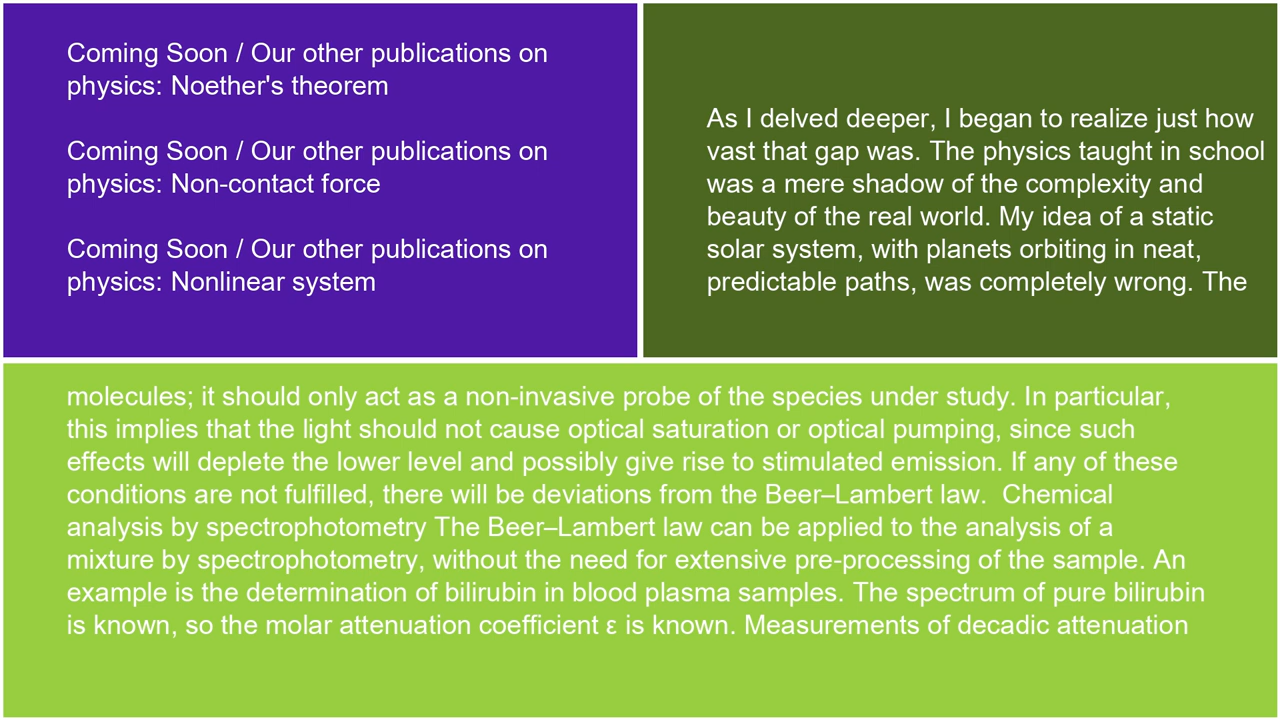 Coming Soon / Our other publications on
physics: Noether's theorem
Coming Soon / Our other publications on
physics: Non-contact force
Coming Soon / Our other publications on
physics: Nonlinear system
As I delved deeper, I began to realize just how
vast that gap was. The physics taught in school
was a mere shadow of the complexity and
beauty of the real world. My idea of a static
solar system, with planets orbiting in neat,
predictable paths, was completely wrong. The
molecules; it should only act as a non-invasive probe of the species under study. In particular,
this implies that the light should not cause optical saturation or optical pumping, since such
effects will deplete the lower level and possibly give rise to stimulated emission. If any of these
conditions are not fulfilled, there will be deviations from the Beer–Lambert law.  Chemical
analysis by spectrophotometry The Beer–Lambert law can be applied to the analysis of a
mixture by spectrophotometry, without the need for extensive pre-processing of the sample. An
example is the determination of bilirubin in blood plasma samples. The spectrum of pure bilirubin
is known, so the molar attenuation coefficient ε is known. Measurements of decadic attenuation